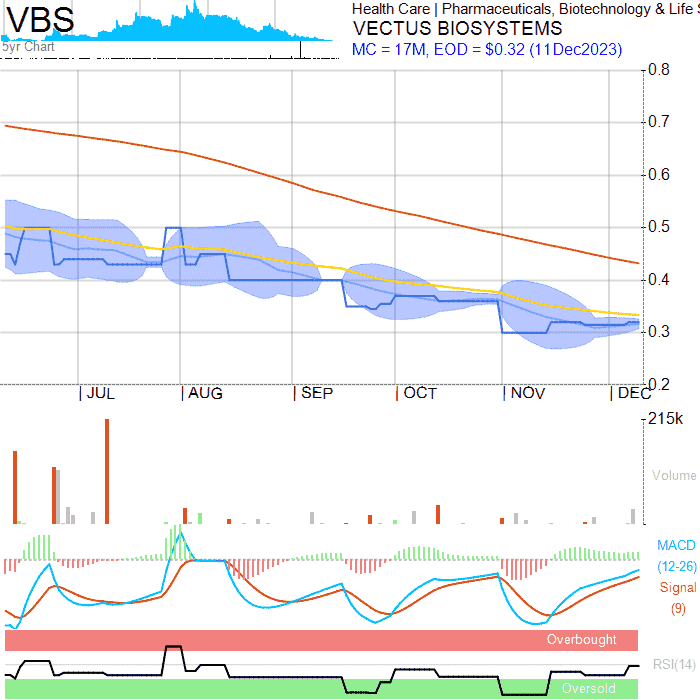 VBS
Health Care | Pharmaceuticals, Biotechnology & Life S
VECTUS BIOSYSTEMS
MC = 17M, EOD = $0.32 (11Dec2023)
5yr Chart
0.8
0.7
0.6
0.5
0.4
0.3
0.2
JUL AUG SEP OCT NOV DEC
215k
Volume
MACD
(12-26)
Signal
(9)
Overbought
RSI(14)
Oversold